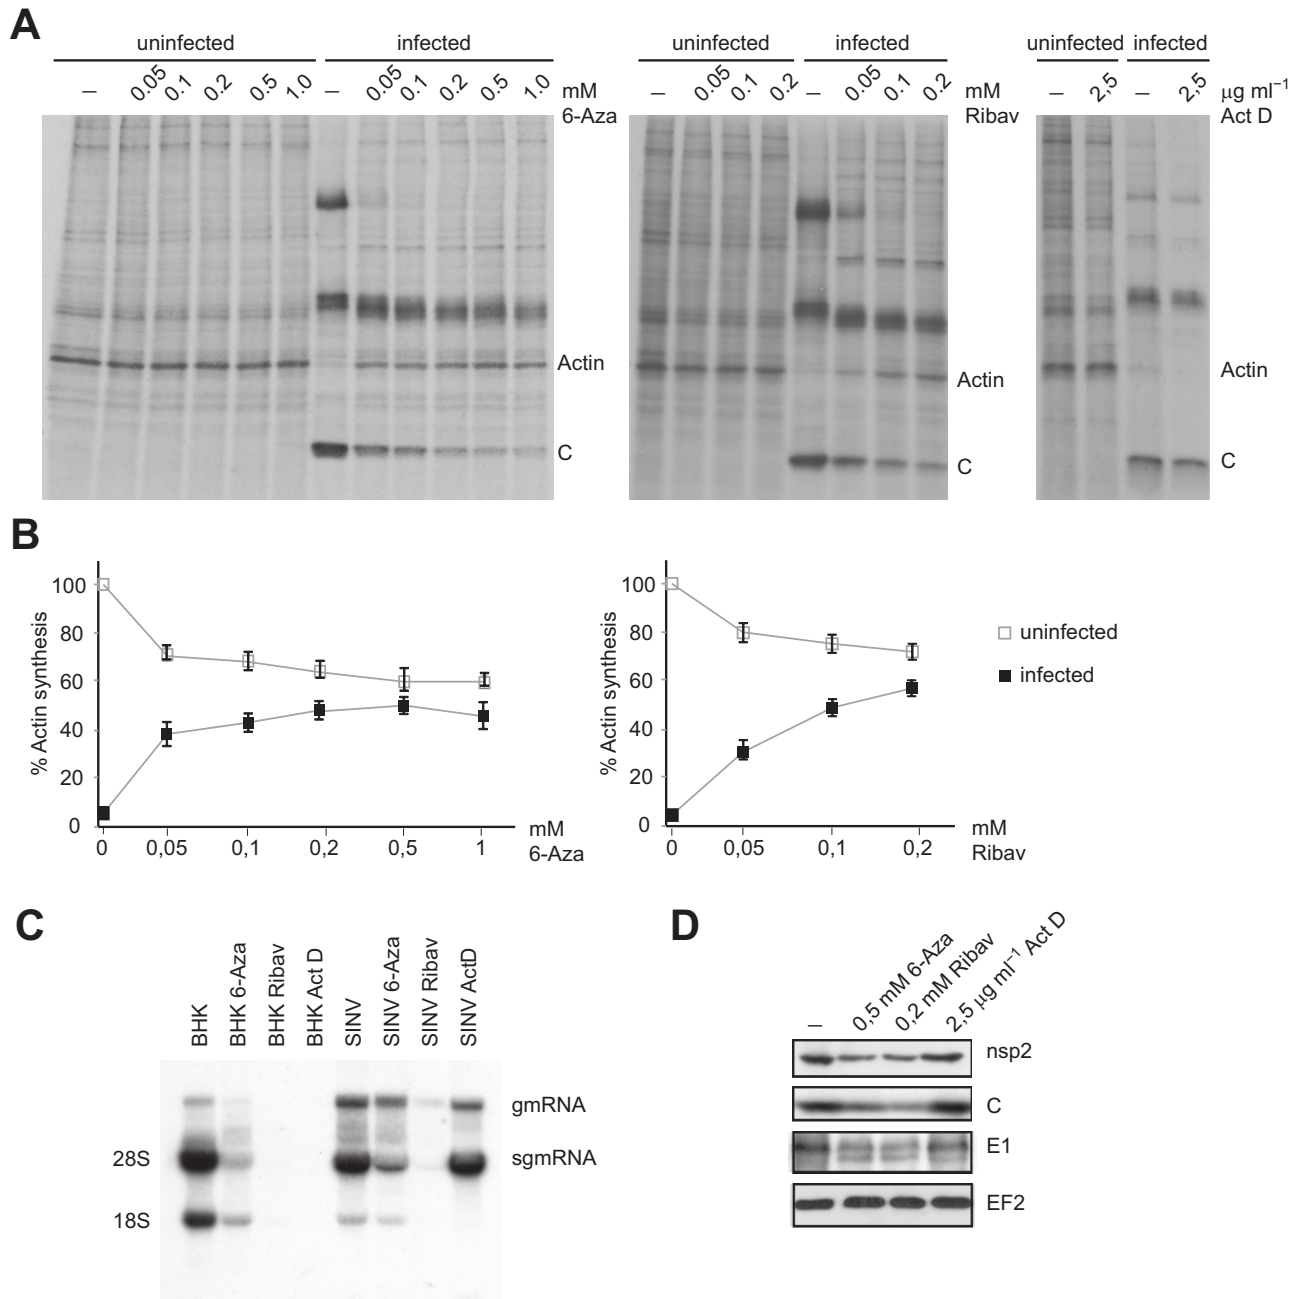 A
uninfected infected
– 0.05 0.1 0.2 0.5 1.0 – 0.05 0.1 0.2 0.5 1.0 mM
6-Aza
Actin
C
uninfected infected
– 0.05 0.1 0.2 – 0.05 0.1 0.2 mM
Ribav
Actin
C
uninfected infected
– 2,5 – 2,5 μg ml⁻¹
Act D
Actin
C
B
% Actin synthesis
100
80
60
40
20
0
0 0,05 0,1 0,2 0,5 1 mM
6-Aza
% Actin synthesis
100
80
60
40
20
0
0 0,05 0,1 0,2 mM
Ribav
uninfected
infected
C
BHK
BHK 6-Aza
BHK Ribav
BHK Act D
SINV
SINV 6-Aza
SINV Ribav
SINV ActD
gmRNA
28S sgmRNA
18S
D
–
0,5 mM 6-Aza
0,2 mM Ribav
2,5 μg ml⁻¹ Act D
nsp2
C
E1
EF2